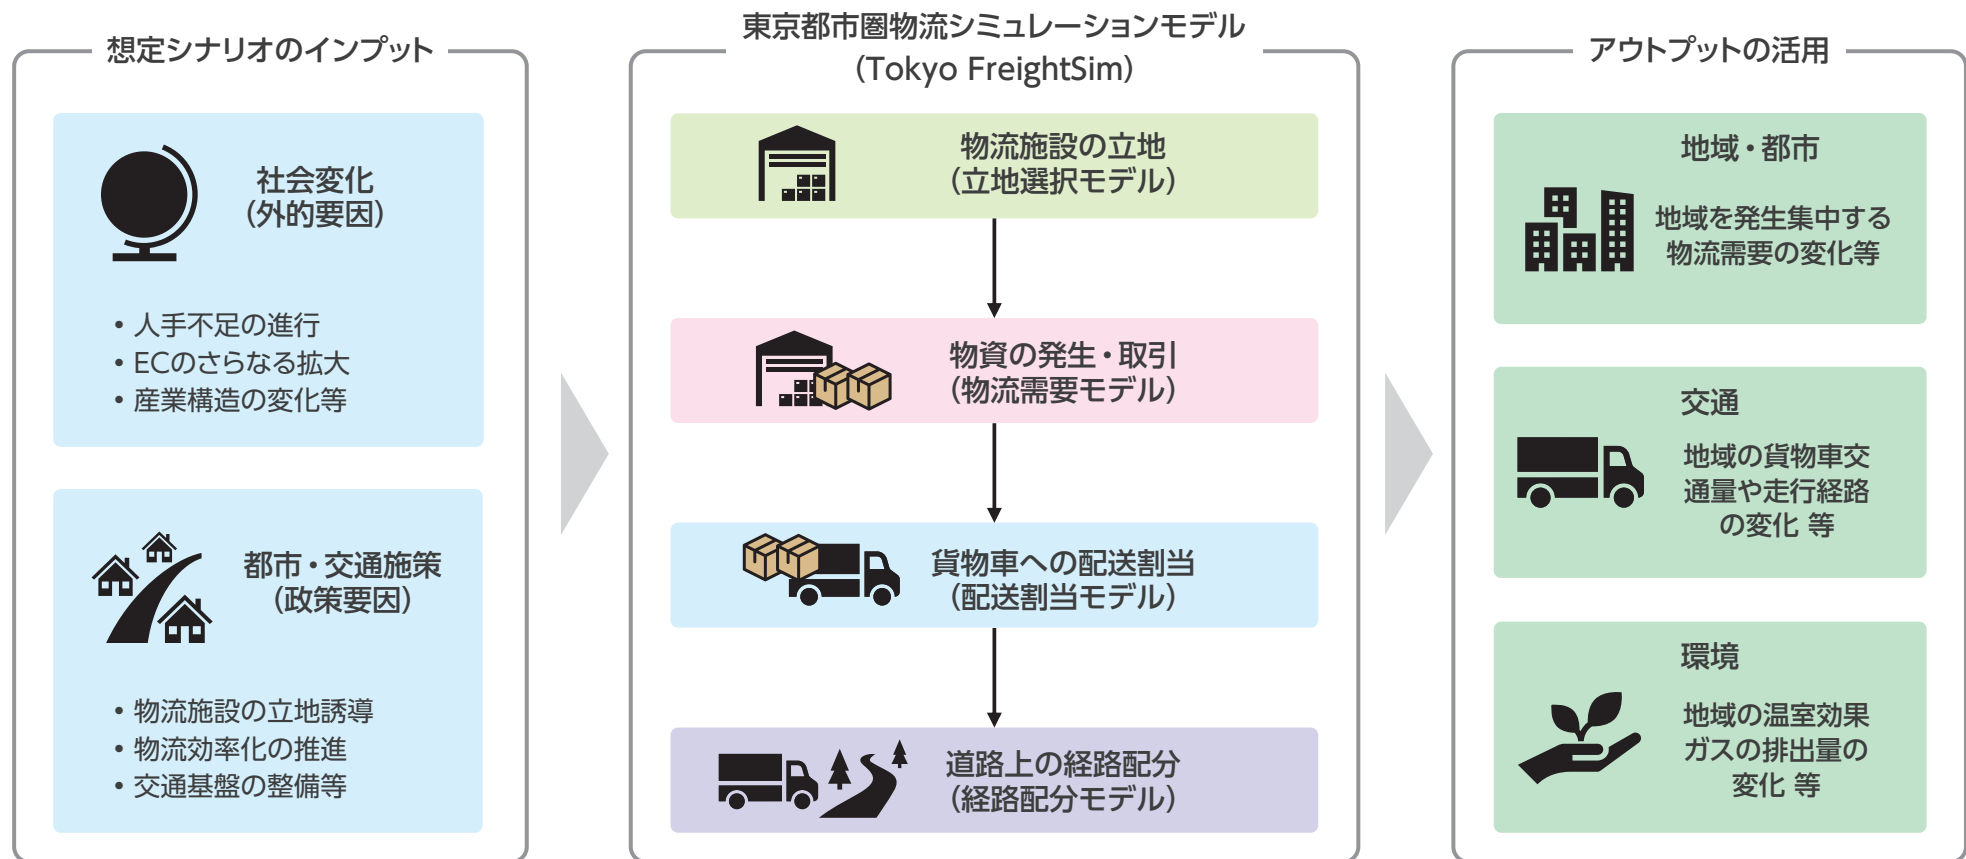 想定シナリオのインプット
社会変化
（外的要因）
• 人手不足の進行
• ECのさらなる拡大
• 産業構造の変化等
都市・交通施策
（政策要因）
• 物流施設の立地誘導
• 物流効率化の推進
• 交通基盤の整備等
東京都市圏物流シミュレーションモデル
（Tokyo FreightSim）
物流施設の立地
（立地選択モデル）
物資の発生・取引
（物流需要モデル）
貨物車への配送割当
（配送割当モデル）
道路上の経路配分
（経路配分モデル）
アウトプットの活用
地域・都市
地域を発生集中する
物流需要の変化等
交通
地域の貨物車交
通量や走行経路
の変化 等
環境
地域の温室効果
ガスの排出量の
変化 等